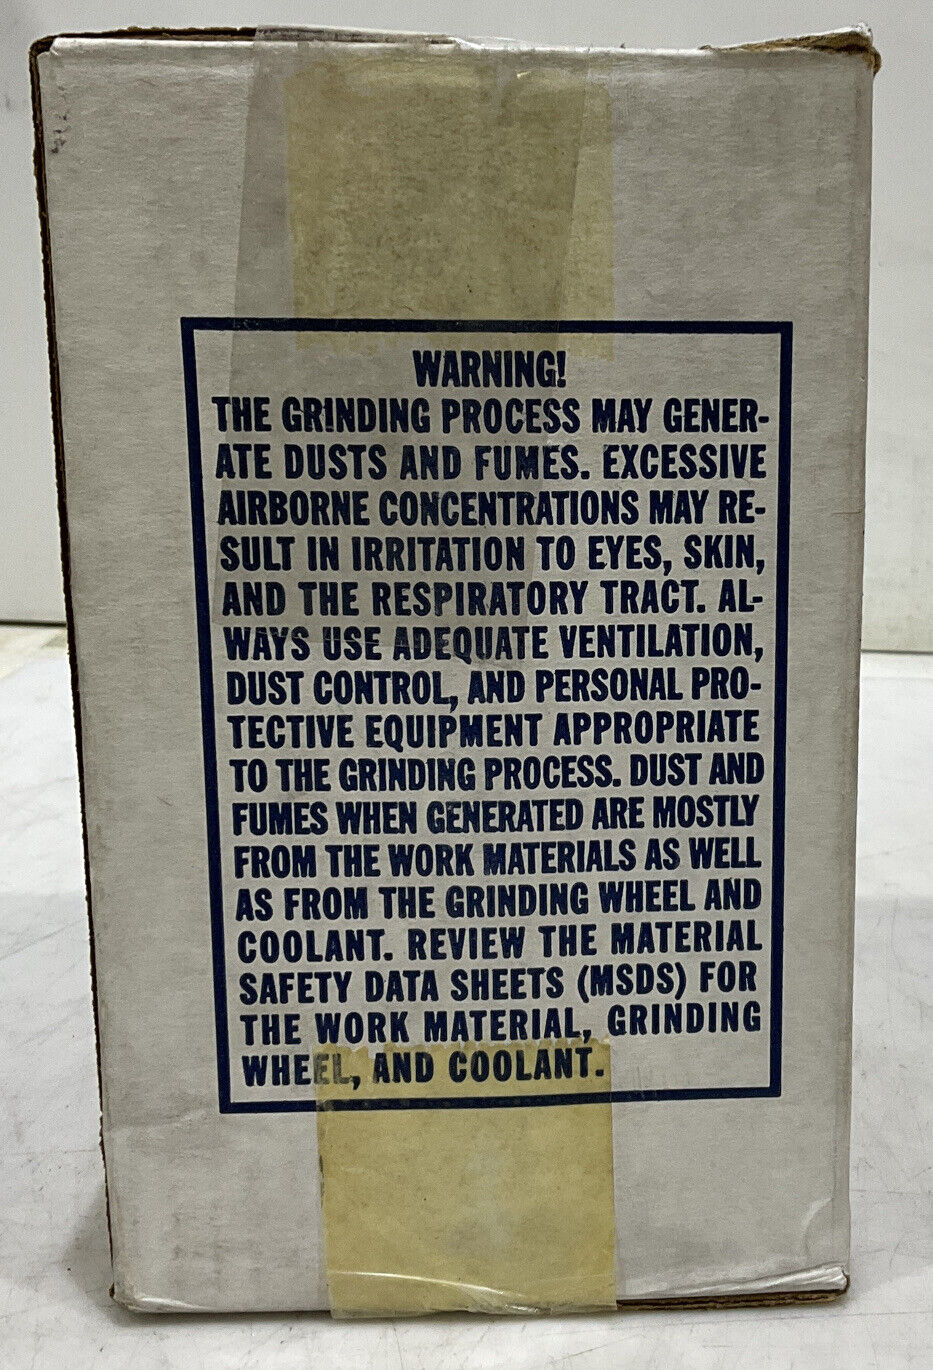 WARNING!
THE GRINDING PROCESS MAY GENER-
ATE DUSTS AND FUMES. EXCESSIVE
AIRBORNE CONCENTRATIONS MAY RE-
SULT IN IRRITATION TO EYES, SKIN,
AND THE RESPIRATORY TRACT. AL-
WAYS USE ADEQUATE VENTILATION,
DUST CONTROL, AND PERSONAL PRO-
TECTIVE EQUIPMENT APPROPRIATE
TO THE GRINDING PROCESS. DUST AND
FUMES WHEN GENERATED ARE MOSTLY
FROM THE WORK MATERIALS AS WELL
AS FROM THE GRINDING WHEEL AND
COOLANT. REVIEW THE MATERIAL
SAFETY DATA SHEETS (MSDS) FOR
THE WORK MATERIAL, GRINDING
WHEEL, AND COOLANT.